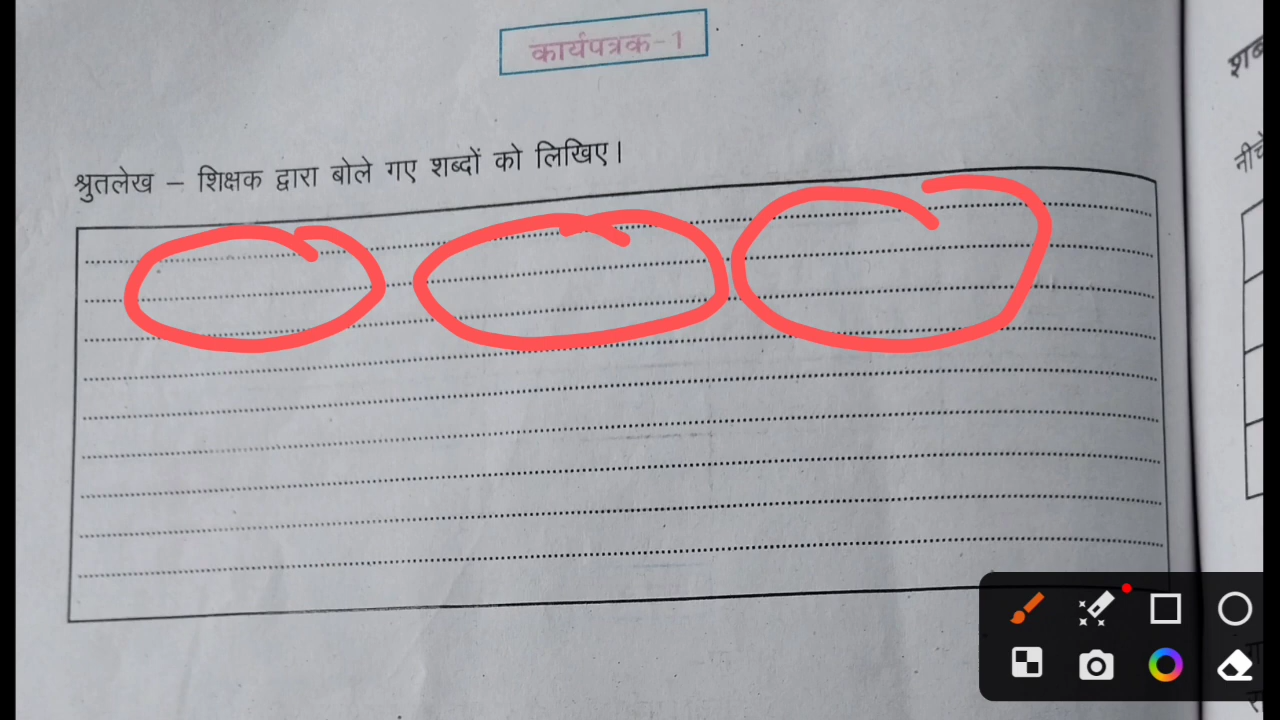 कार्यपत्रक-1
श्रुतलेख – शिक्षक द्वारा बोले गए शब्दों को लिखिए।